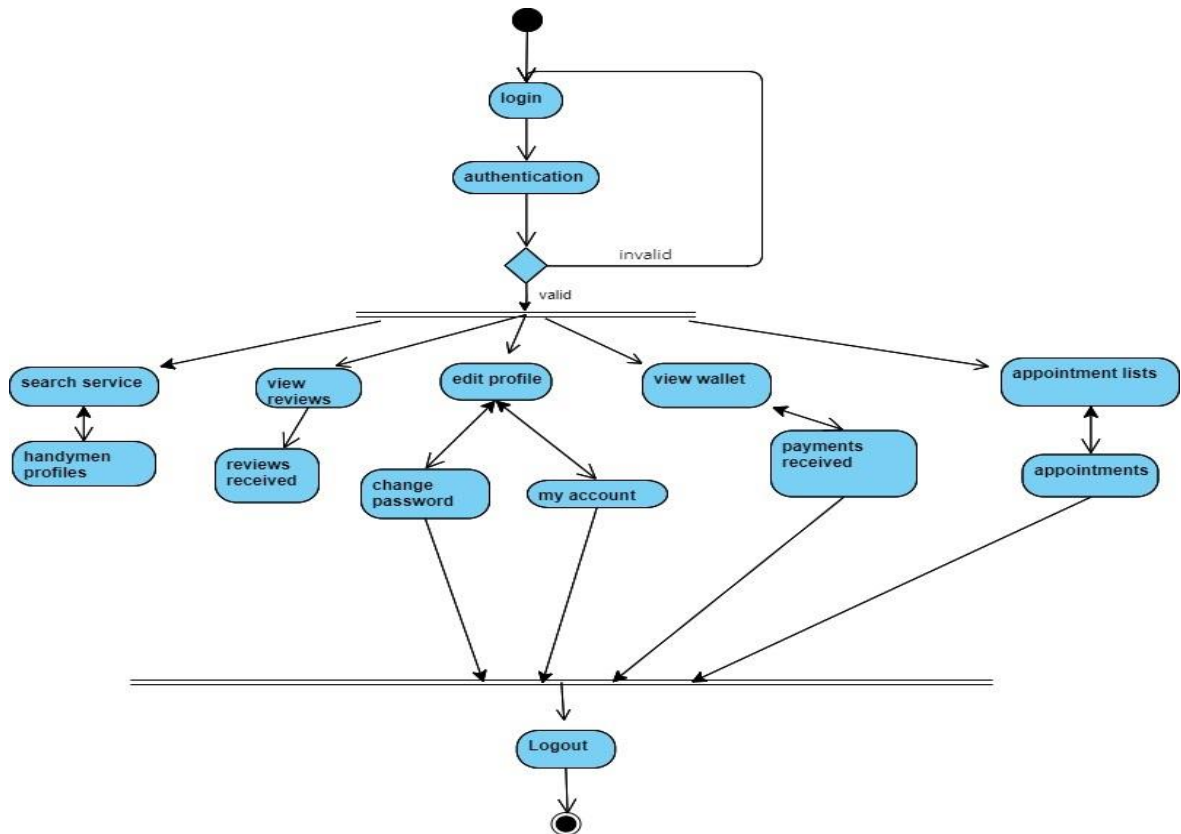 login
authentication
invalid
valid
search service
view
reviews
edit profile
view wallet
appointment lists
handymen
profiles
reviews
received
change
password
my account
payments
received
appointments
Logout